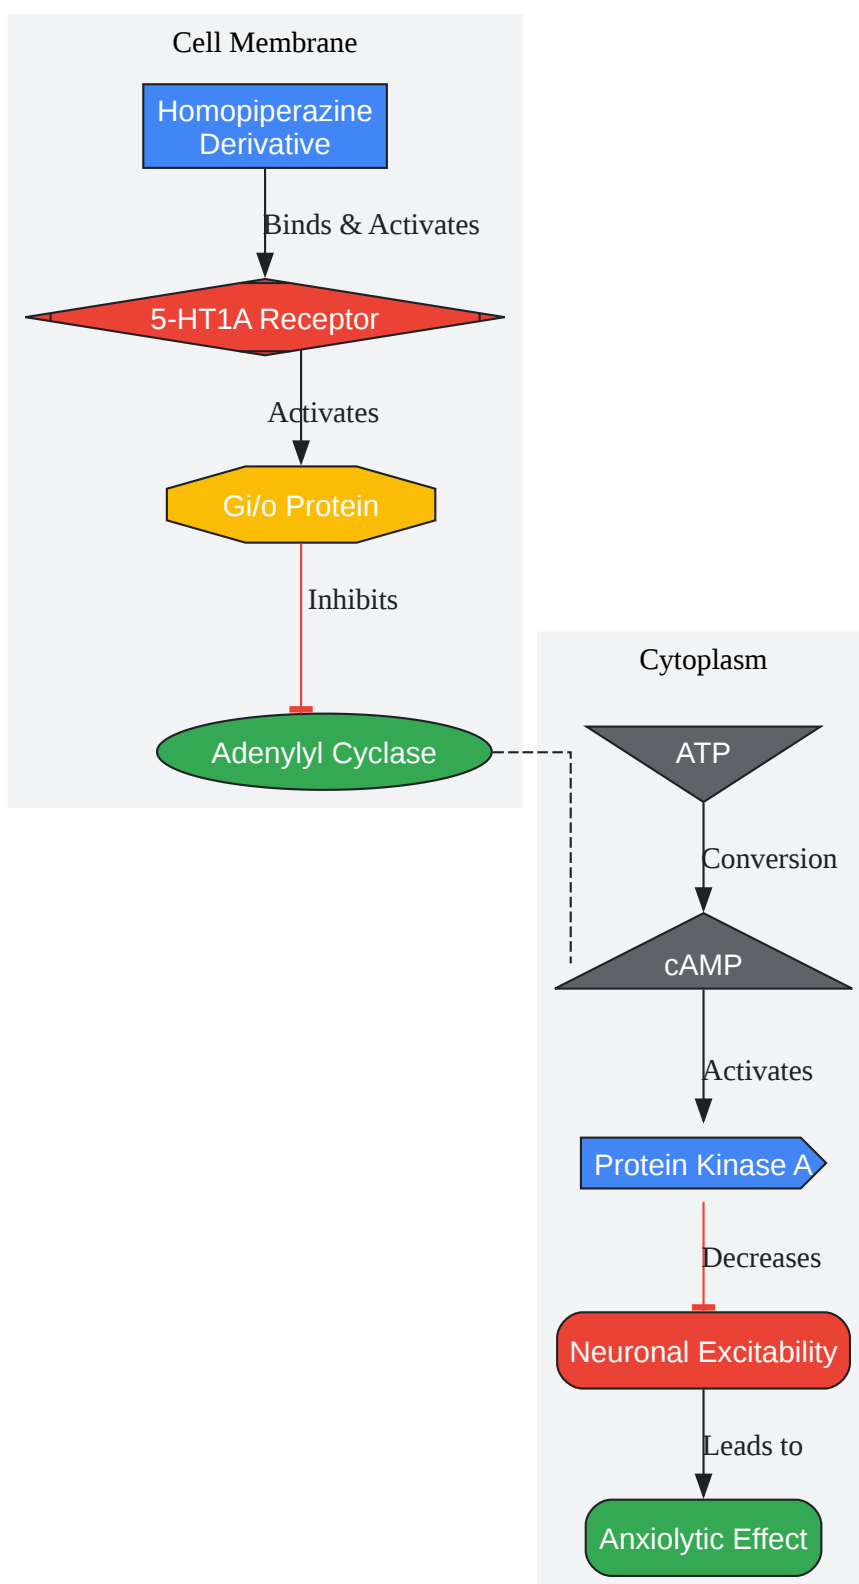 Cell Membrane
Homopiperazine
Derivative
Binds & Activates
5-HT1A Receptor
Activates
Gi/o Protein
Inhibits
Adenylyl Cyclase
Cytoplasm
ATP
Conversion
cAMP
Activates
Protein Kinase A
Decreases
Neuronal Excitability
Leads to
Anxiolytic Effect